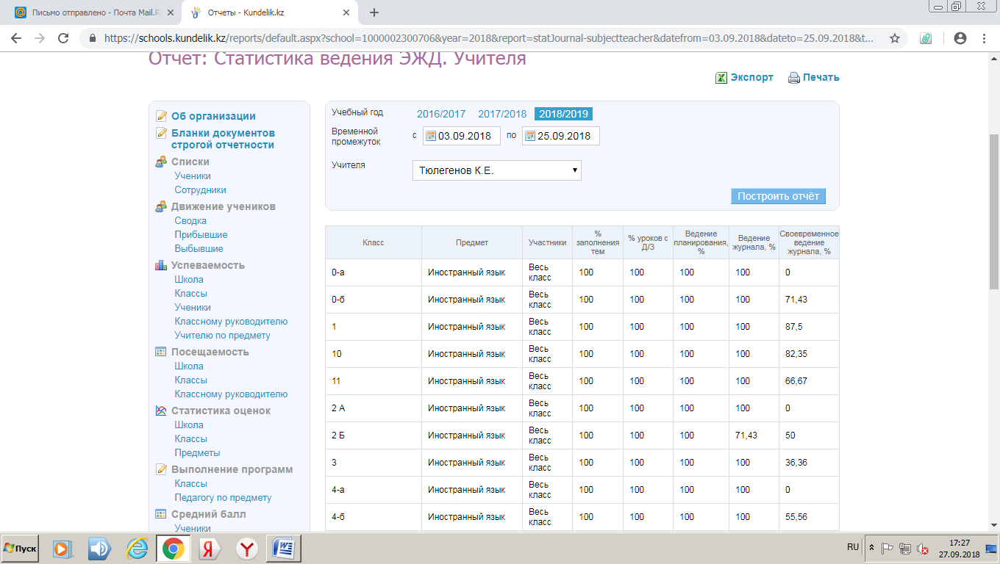 Письмо отправлено - Почта Mail.R
Отчеты - Kundelik.kz
https://schools.kundelik.kz/reports/default.aspx?school=1000002300706&year=2018&report=statJournal-subjectteacher&datefrom=03.09.2018&dateto=25.09.2018&t...
Отчет: Статистика ведения ЭЖД. Учителя
Экспорт Печать
Об организации
Бланки документов
строгой отчетности
Списки
Ученики
Сотрудники
Движение учеников
Сводка
Прибывшие
Выбывшие
Успеваемость
Школа
Классы
Ученики
Классному руководителю
Учителю по предмету
Посещаемость
Школа
Классы
Классному руководителю
Статистика оценок
Школа
Классы
Предметы
Выполнение программ
Классы
Педагогу по предмету
Средний балл
Ученики
Учебный год 2016/2017 2017/2018 2018/2019
Временной
промежуток
с 03.09.2018 по 25.09.2018
Учителя Тюлегенов К.Е.
Построить отчёт
Класс Предмет Участники % заполнения тем % уроков с Д/З Ведение планирования, % Ведение журнала, % Своевременное ведение журнала, %
0-а Иностранный язык Весь класс 100 100 100 100 0
0-б Иностранный язык Весь класс 100 100 100 100 71,43
1 Иностранный язык Весь класс 100 100 100 100 87,5
10 Иностранный язык Весь класс 100 100 100 100 82,35
11 Иностранный язык Весь класс 100 100 100 100 66,67
2 А Иностранный язык Весь класс 100 100 100 100 0
2 Б Иностранный язык Весь класс 100 100 100 71,43 50
3 Иностранный язык Весь класс 100 100 100 100 36,36
4-а Иностранный язык Весь класс 100 100 100 100 0
4-б Иностранный язык Весь класс 100 100 100 100 55,56
Пуск
RU
17:27
27.09.2018